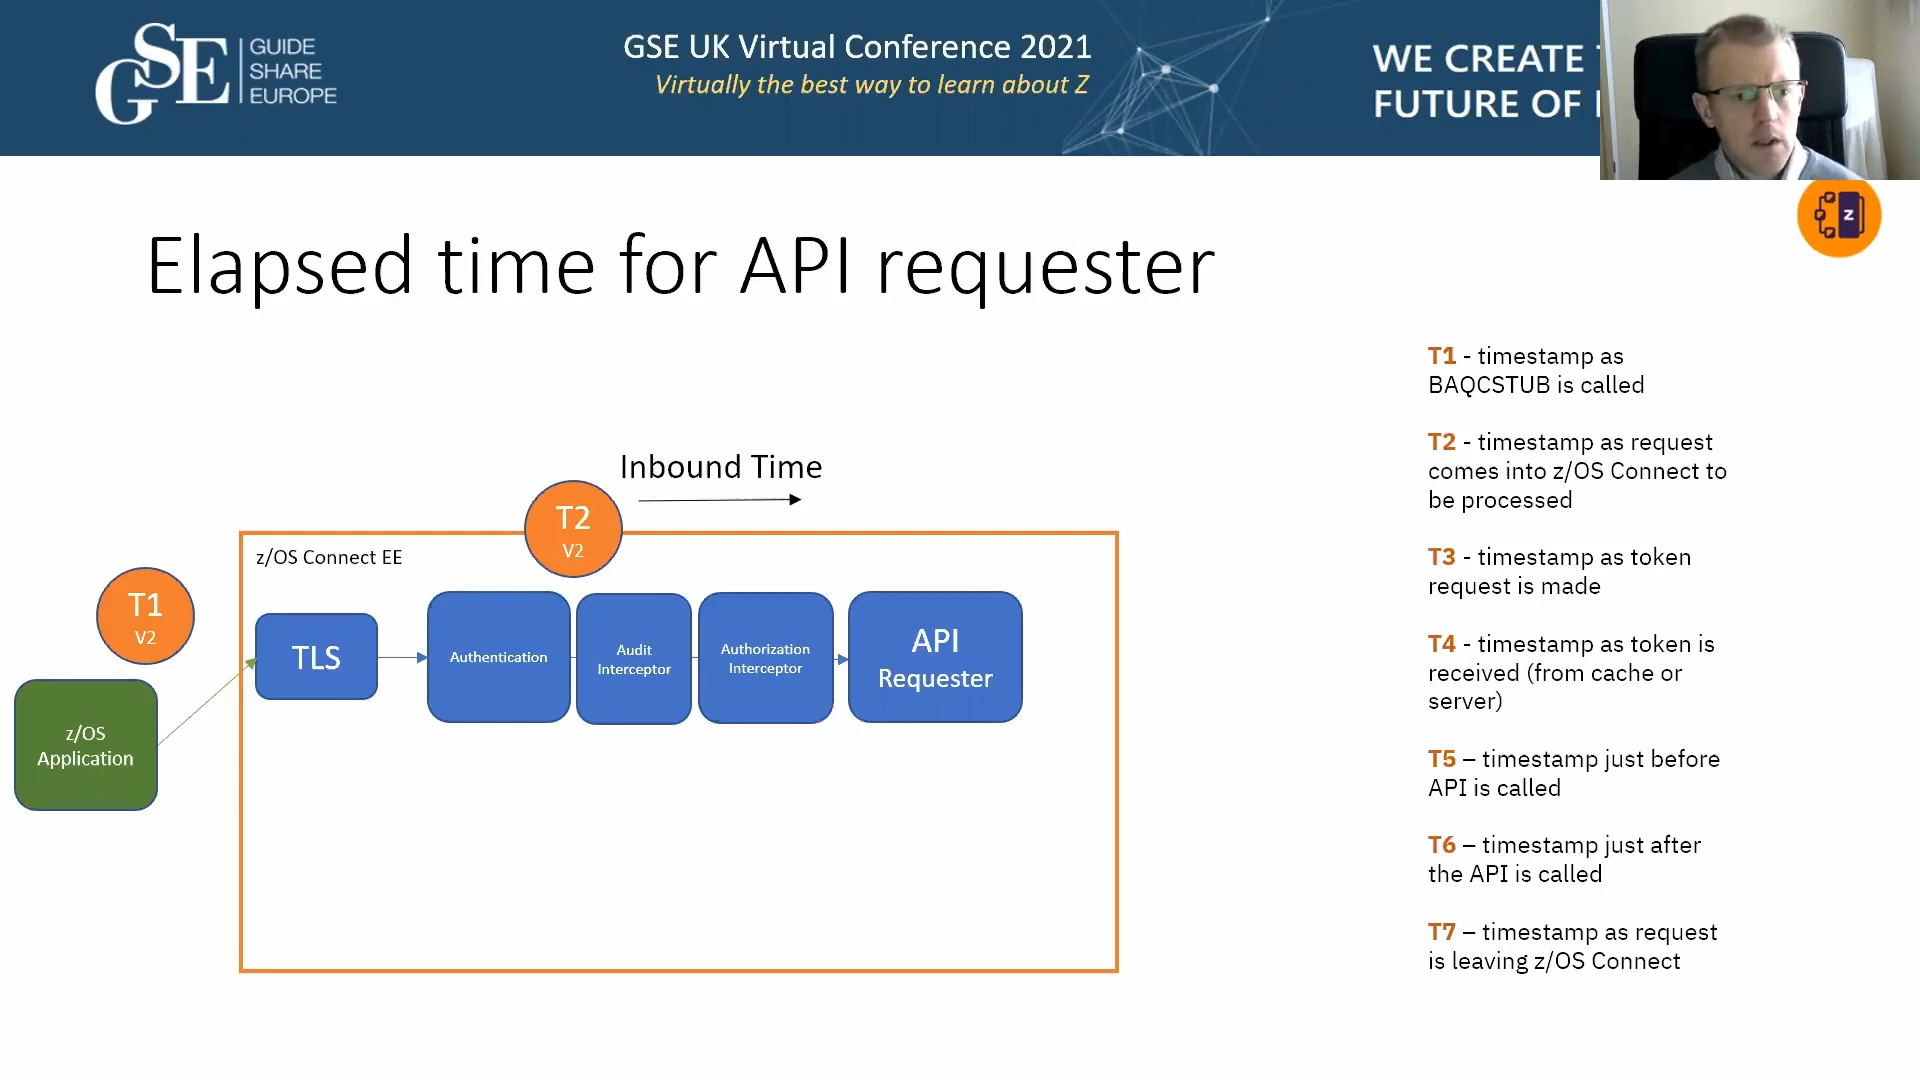 GSE
GUIDE
SHARE
EUROPE
GSE UK Virtual Conference 2021
Virtually the best way to learn about Z
WE CREATE
FUTURE OF
z
Elapsed time for API requester
T1 - timestamp as
BAQCSTUB is called
T2 - timestamp as request
comes into z/OS Connect to
be processed
T3 - timestamp as token
request is made
T4 - timestamp as token is
received (from cache or
server)
T5 – timestamp just before
API is called
T6 – timestamp just after
the API is called
T7 – timestamp as request
is leaving z/OS Connect
Inbound Time
T2
V2
z/OS Connect EE
T1
V2
TLS
Authentication
Audit
Interceptor
Authorization
Interceptor
API
Requester
z/OS
Application